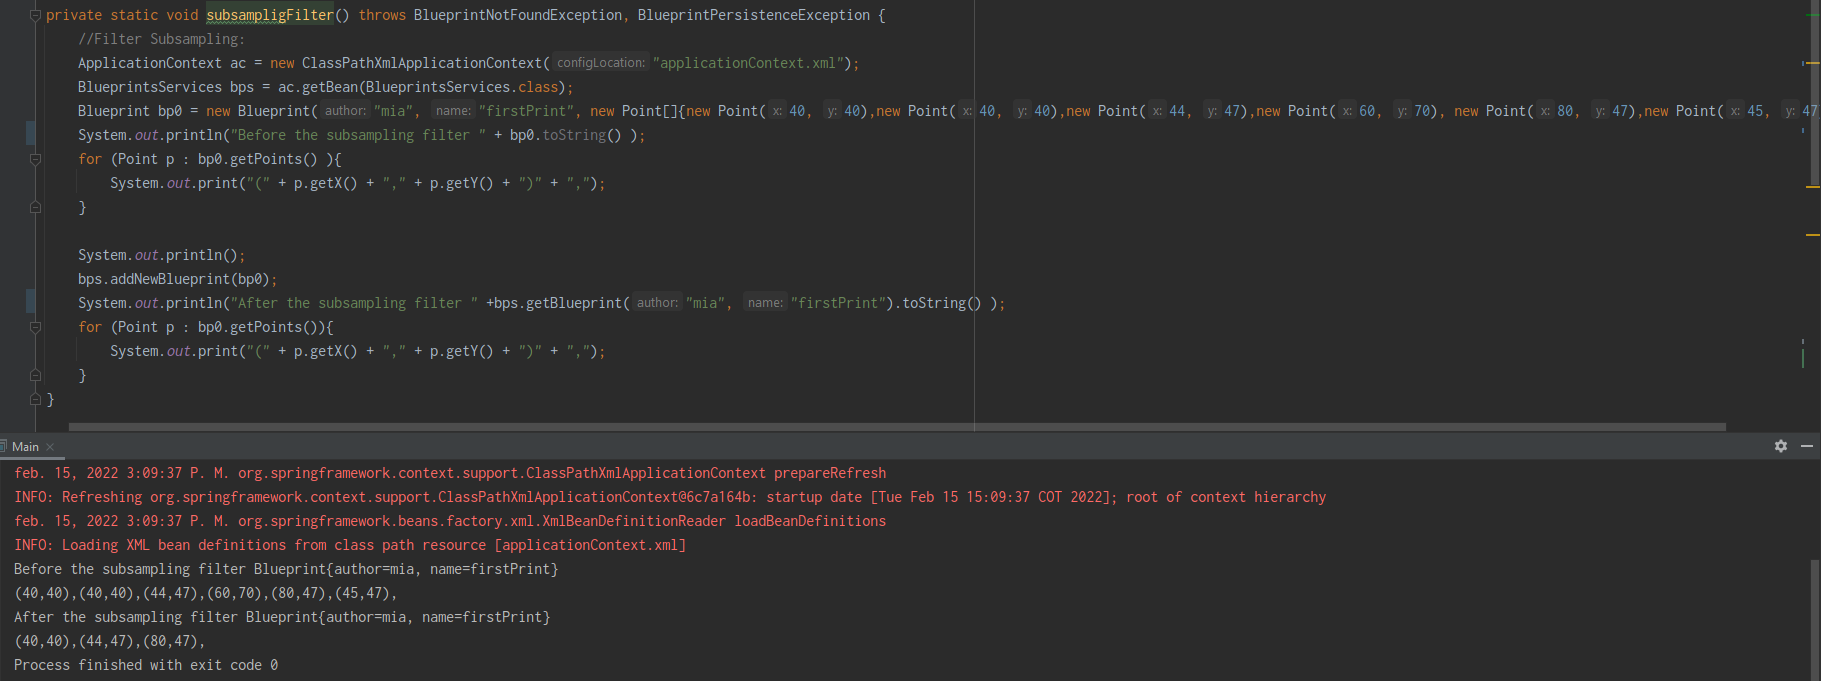 private static void subsampligFilter() throws BlueprintNotFoundException, BlueprintPersistenceException {
//Filter Subsampling:
ApplicationContext ac = new ClassPathXmlApplicationContext( configLocation: "applicationContext.xml");
BlueprintsServices bps = ac.getBean(BlueprintsServices.class);
Blueprint bp0 = new Blueprint( author: "mia", name: "firstPrint", new Point[]{new Point( x: 40, y: 40),new Point( x: 40, y: 40),new Point( x: 44, y: 47),new Point( x: 60, y: 70), new Point( x: 80, y: 47),new Point( x: 45, y: 47
System.out.println("Before the subsampling filter " + bp0.toString() );
for (Point p : bp0.getPoints() ){
System.out.print("(" + p.getX() + "," + p.getY() + ")" + ",");
}
System.out.println();
bps.addNewBlueprint(bp0);
System.out.println("After the subsampling filter " +bps.getBlueprint( author: "mia", name: "firstPrint").toString() );
for (Point p : bp0.getPoints()){
System.out.print("(" + p.getX() + "," + p.getY() + ")" + ",");
}
}
Main
feb. 15, 2022 3:09:37 P. M. org.springframework.context.support.ClassPathXmlApplicationContext prepareRefresh
INFO: Refreshing org.springframework.context.support.ClassPathXmlApplicationContext@6c7a164b: startup date [Tue Feb 15 15:09:37 COT 2022]; root of context hierarchy
feb. 15, 2022 3:09:37 P. M. org.springframework.beans.factory.xml.XmlBeanDefinitionReader loadBeanDefinitions
INFO: Loading XML bean definitions from class path resource [applicationContext.xml]
Before the subsampling filter Blueprint{author=mia, name=firstPrint}
(40,40),(40,40),(44,47),(60,70),(80,47),(45,47),
After the subsampling filter Blueprint{author=mia, name=firstPrint}
(40,40),(44,47),(80,47),
Process finished with exit code 0